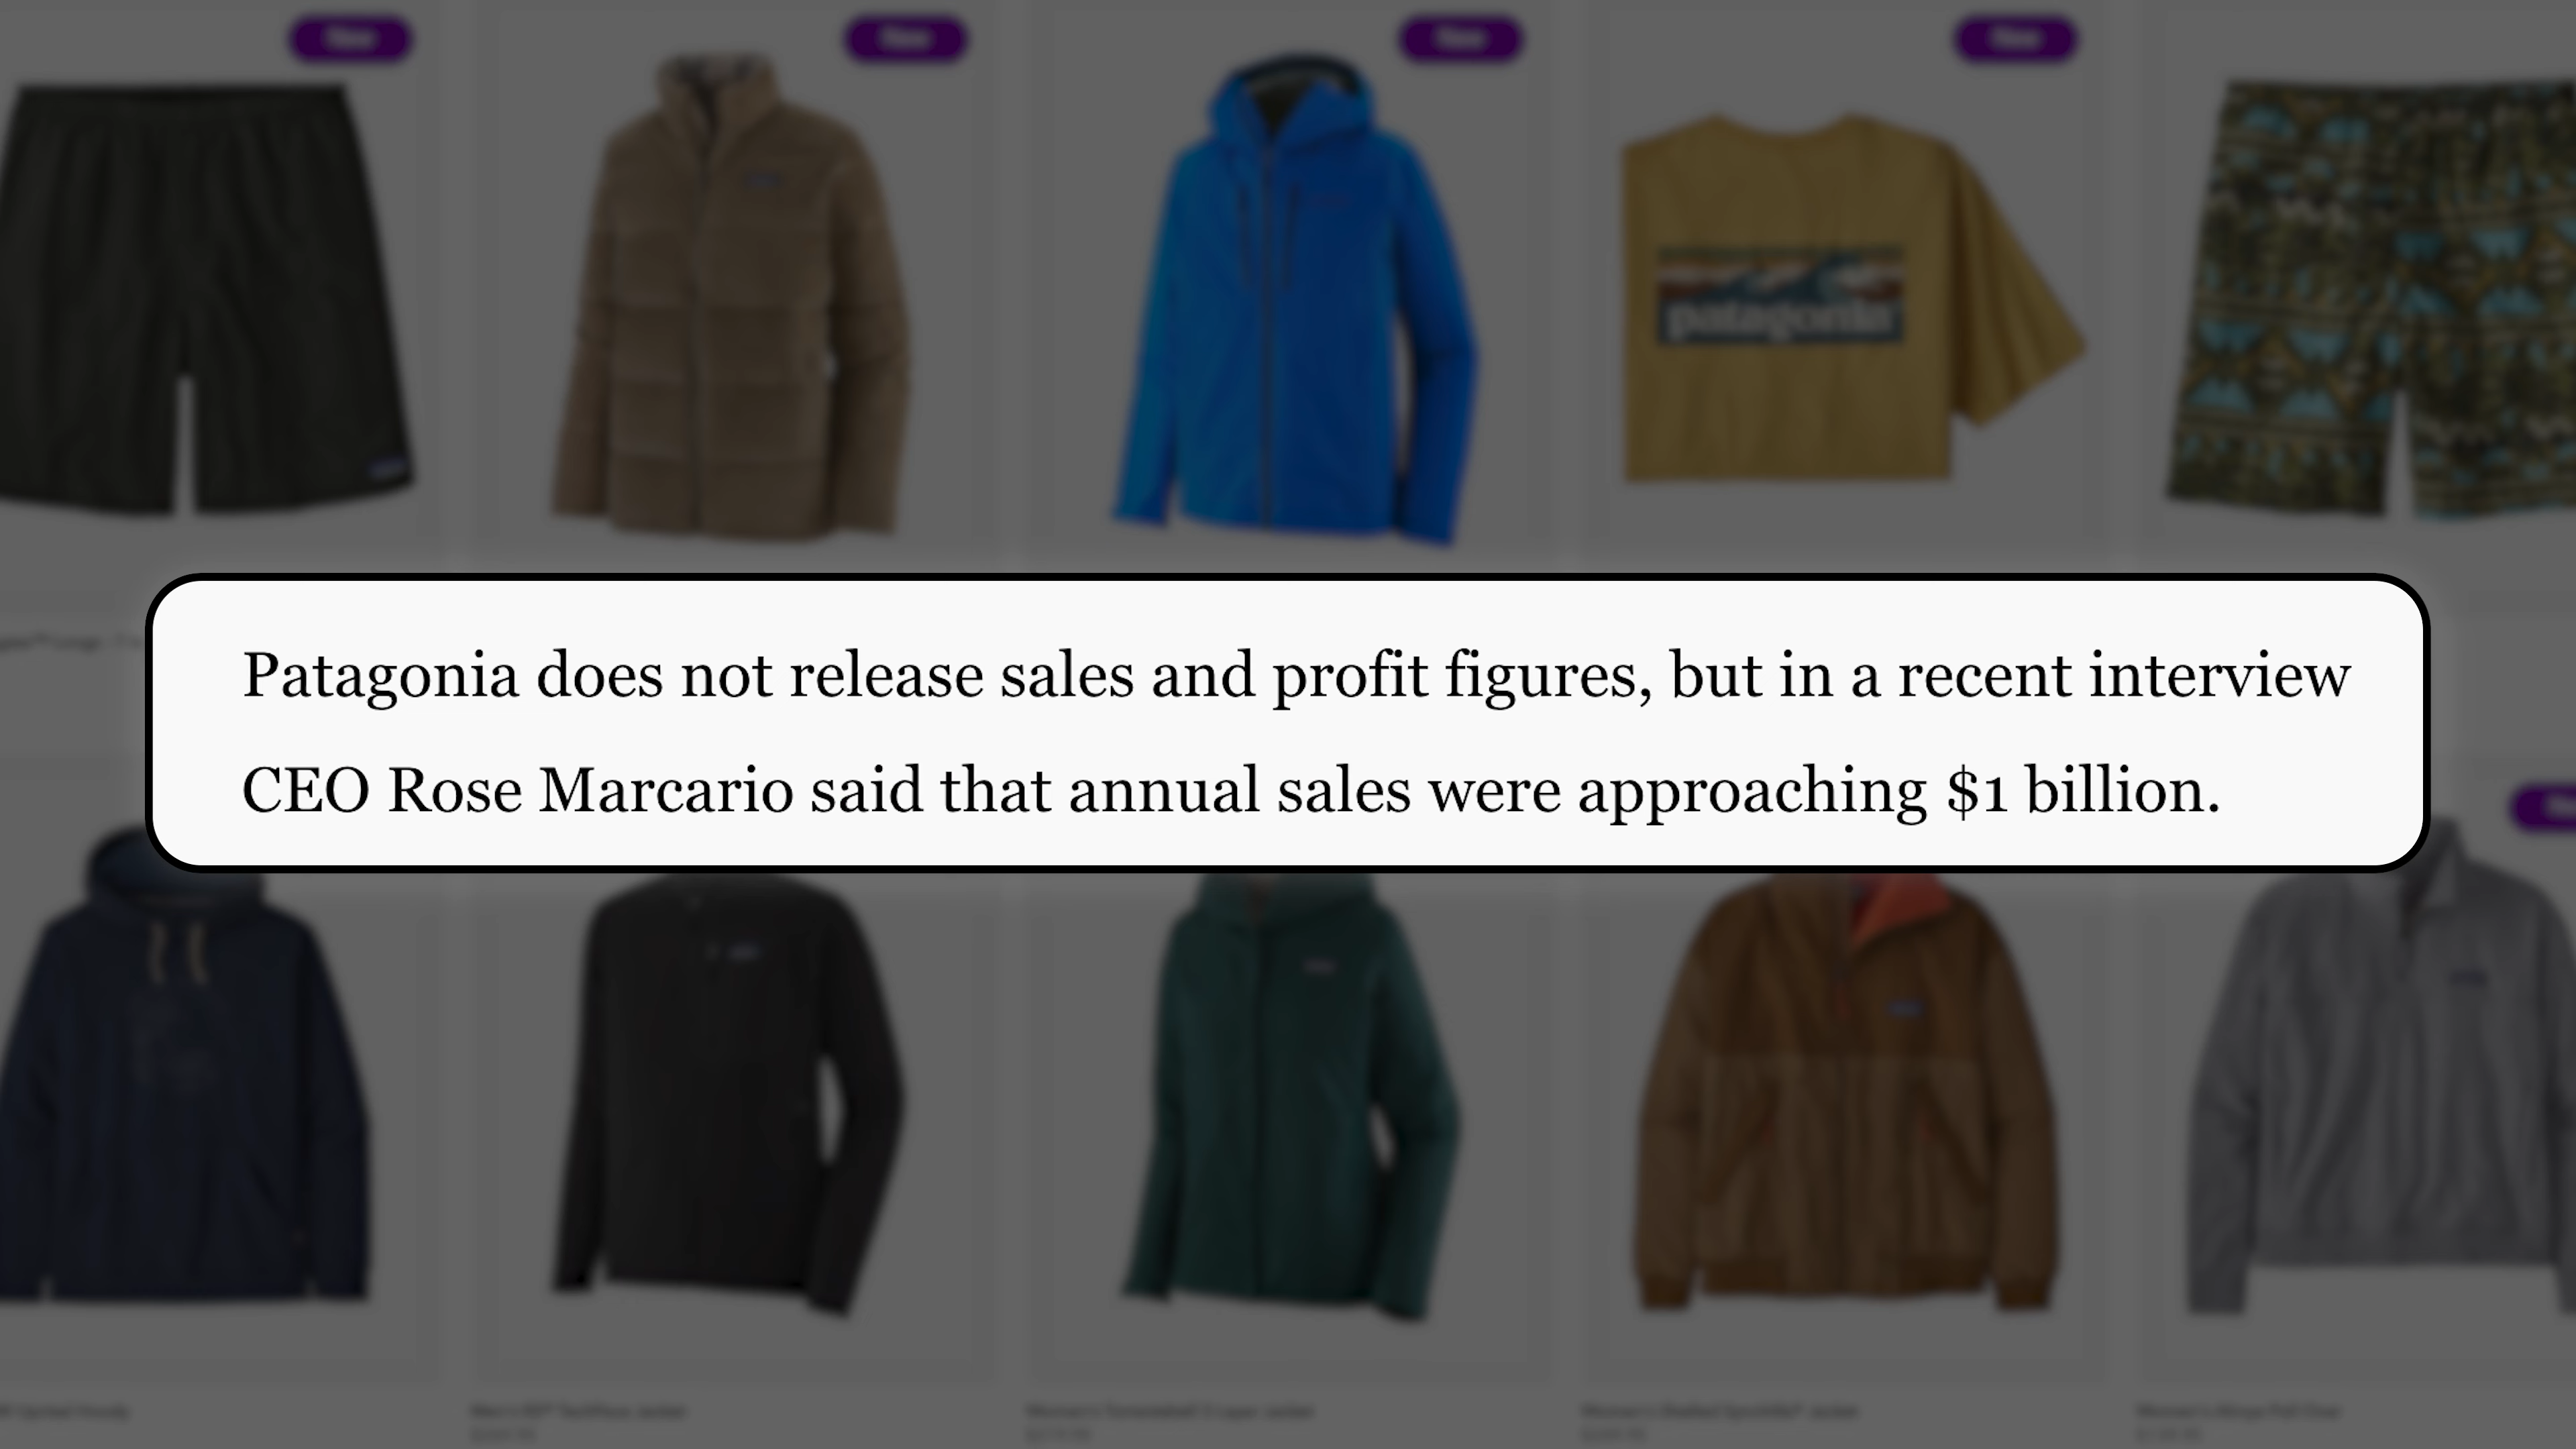 patagonia
Patagonia does not release sales and profit figures, but in a recent interview
CEO Rose Marcario said that annual sales were approaching $1 billion.